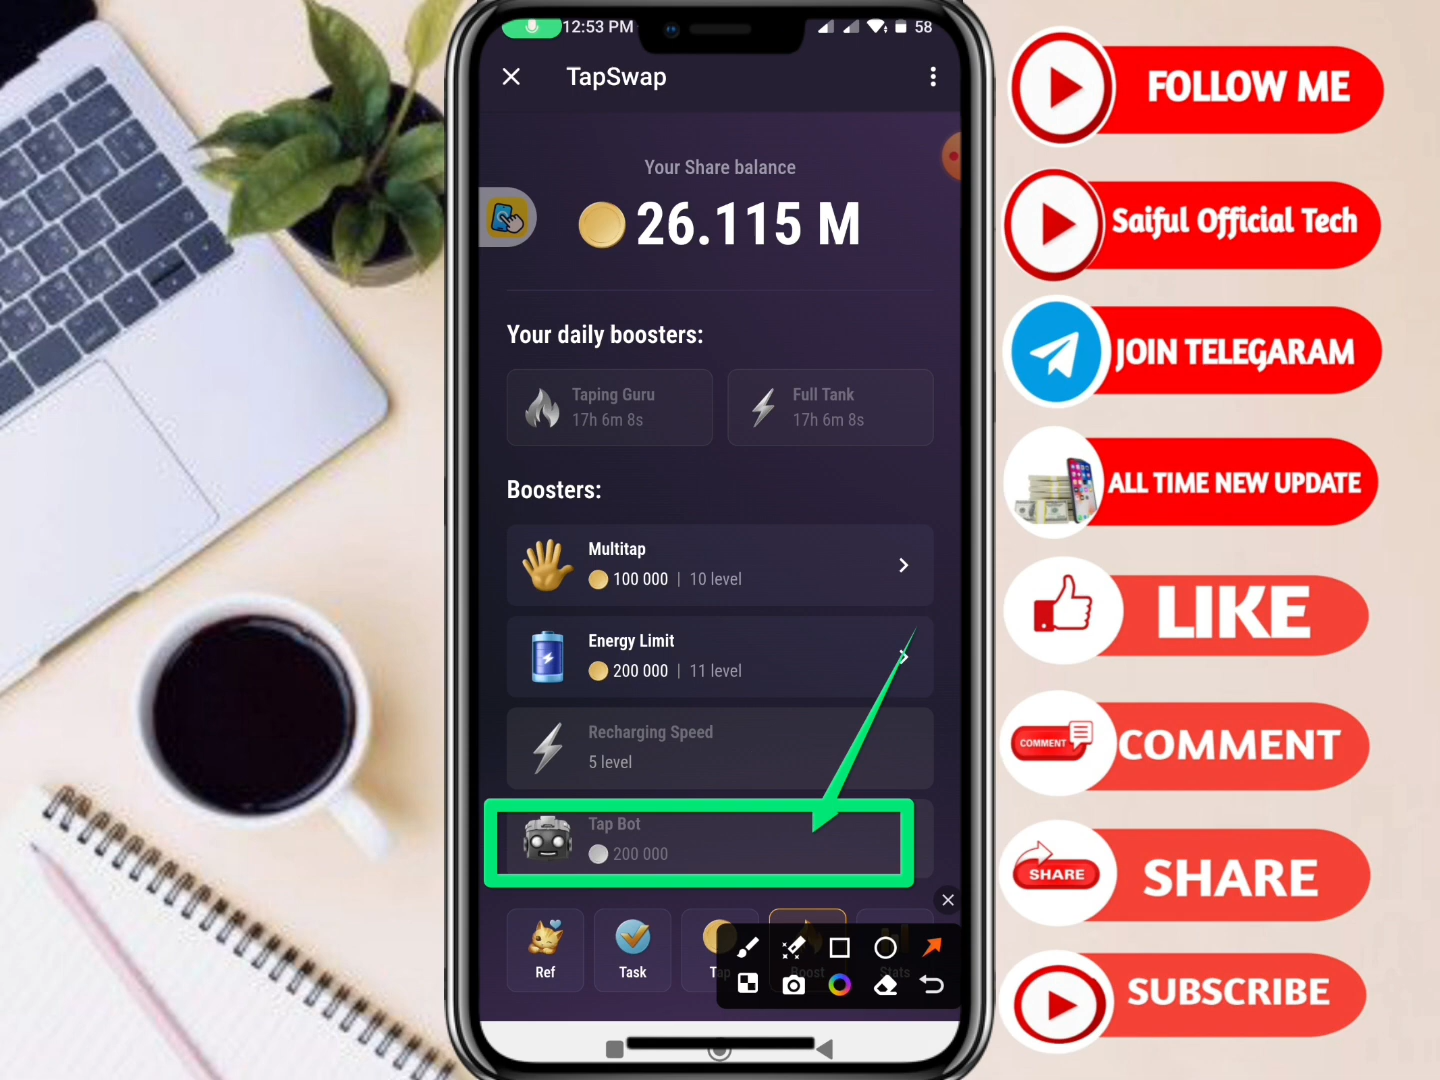 12:53 PM
58
TapSwap
Your Share balance
26.115 M
Your daily boosters:
Taping Guru
17h 6m 8s
Full Tank
17h 6m 8s
Boosters:
Multitap
100 000 | 10 level
Energy Limit
200 000 | 11 level
Recharging Speed
5 level
Tap Bot
200 000
Ref
Task
Boost
Stats
FOLLOW ME
Saiful Official Tech
JOIN TELEGARAM
ALL TIME NEW UPDATE
LIKE
COMMENT
COMMENT
SHARE
SHARE
SUBSCRIBE